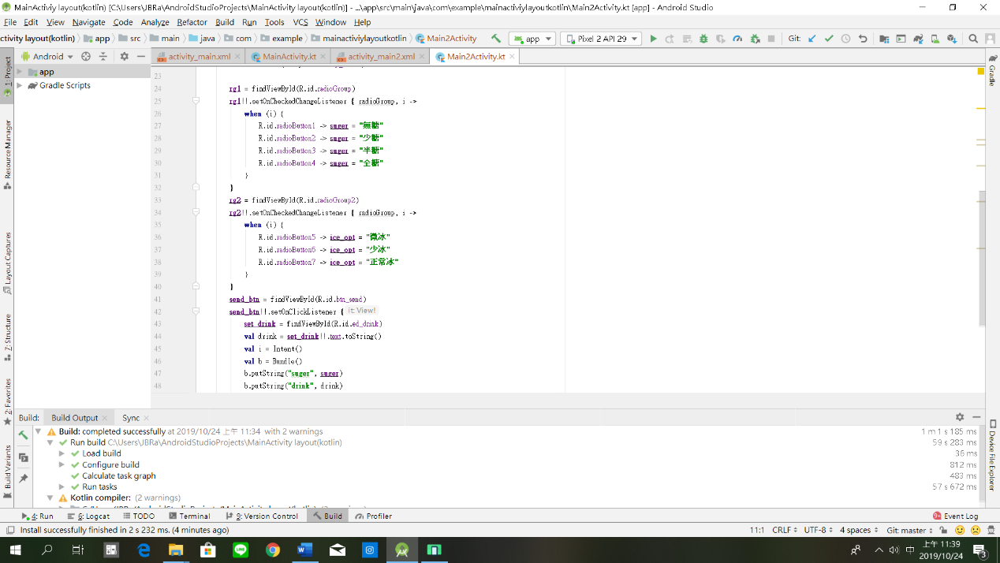 MainActiviy layout(kotlin) [C:\Users\JBRa\AndroidStudioProjects\MainActivity layout(kotlin)] - ...\app\src\main\java\com\example\mainactiviylayoutkotlin\Main2Activity.kt [app] - Android Studio
File Edit View Navigate Code Analyze Refactor Build Run Tools VCS Window Help
ctivity layout(kotlin) app src main java com example mainactiviylayoutkotlin Main2Activity app Pixel 2 API 29 Git:
Android activity_main.xml MainActivity.kt activity_main2.xml Main2Activity.kt
app
Gradle Scripts
1: Project
Resource Manager
Layout Captures
Z: Structure
2: Favorites
Build Variants
Gradle
Device File Explorer
23
24 rg1 = findViewById(R.id.radioGroup)
25 rg1!!.setOnCheckedChangeListener { radioGroup, i ->
26 when (i) {
27 R.id.radioButton1 -> suger = "無糖"
28 R.id.radioButton2 -> suger = "少糖"
29 R.id.radioButton3 -> suger = "半糖"
30 R.id.radioButton4 -> suger = "全糖"
31 }
32 }
33 rg2 = findViewById(R.id.radioGroup2)
34 rg2!!.setOnCheckedChangeListener { radioGroup, i ->
35 when (i) {
36 R.id.radioButton5 -> ice_opt = "微冰"
37 R.id.radioButton6 -> ice_opt = "少冰"
38 R.id.radioButton7 -> ice_opt = "正常冰"
39 }
40 }
41 send_btn = findViewById(R.id.btn_send)
42 send_btn!!.setOnClickListener { it: View!
43 set_drink = findViewById(R.id.ed_drink)
44 val drink = set_drink!!.text.toString()
45 val i = Intent()
46 val b = Bundle()
47 b.putString("suger", suger)
48 b.putString("drink", drink)
Build: Build Output Sync
Build: completed successfully at 2019/10/24 上午 11:34 with 2 warnings 1 m 1 s 185 ms
Run build C:\Users\JBRa\AndroidStudioProjects\MainActivity layout(kotlin) 59 s 283 ms
Load build 36 ms
Configure build 812 ms
Calculate task graph 483 ms
Run tasks 57 s 672 ms
Kotlin compiler: (2 warnings)
4: Run 6: Logcat TODO Terminal 9: Version Control Build Profiler 9+ Event Log
Install successfully finished in 2 s 232 ms. (4 minutes ago) 11:1 CRLF UTF-8 4 spaces Git: master
中 上午 11:39
2019/10/24 3